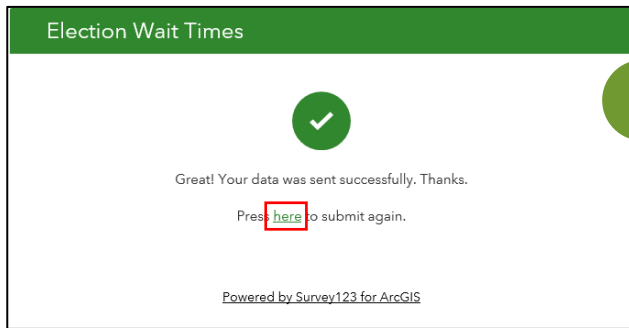 Election Wait Times
Great! Your data was sent successfully. Thanks.
Press here to submit again.
Powered by Survey123 for ArcGIS